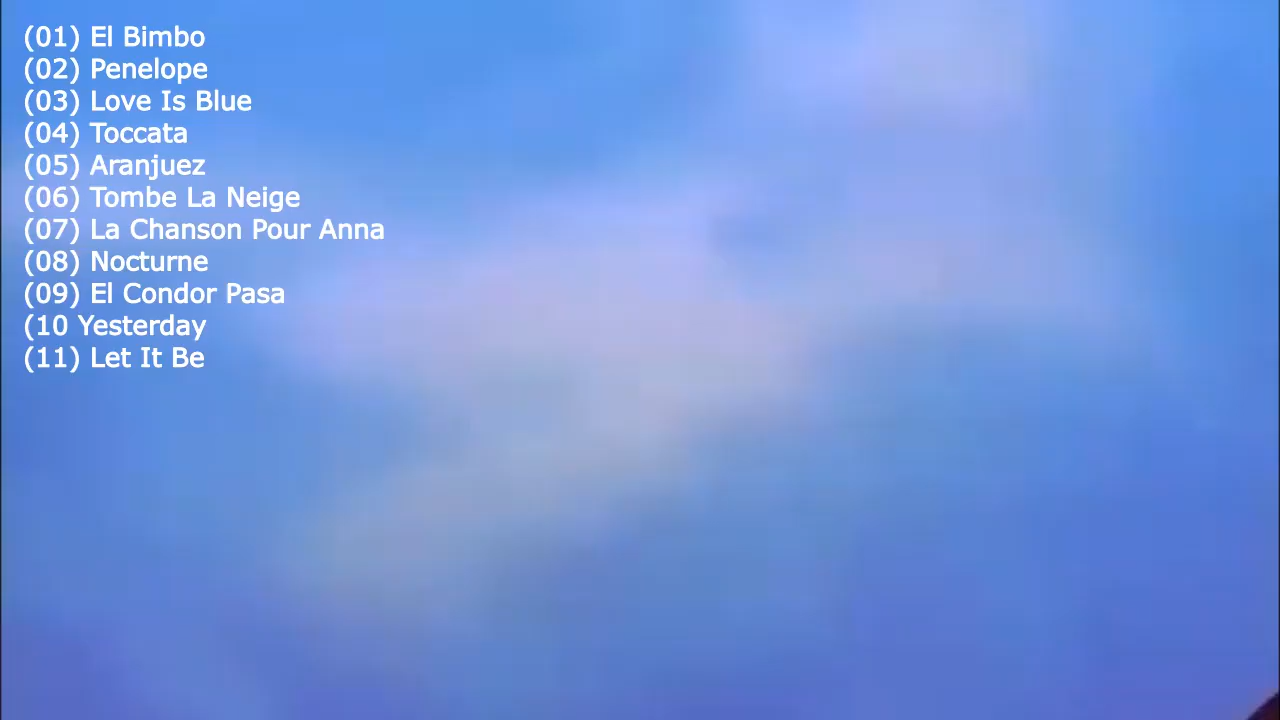 (01) El Bimbo
(02) Penelope
(03) Love Is Blue
(04) Toccata
(05) Aranjuez
(06) Tombe La Neige
(07) La Chanson Pour Anna
(08) Nocturne
(09) El Condor Pasa
(10 Yesterday
(11) Let It Be